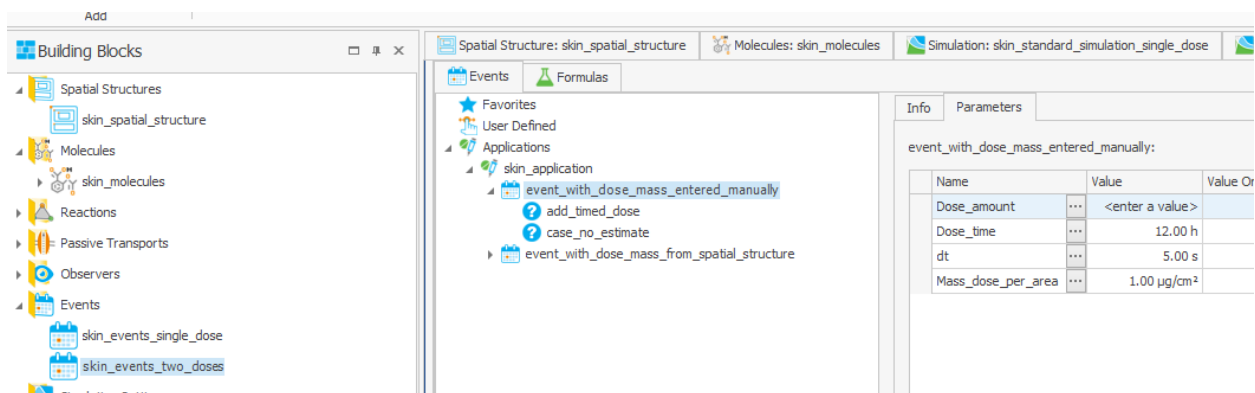 Add
Building Blocks
Spatial Structures
skin_spatial_structure
Molecules
skin_molecules
Reactions
Passive Transports
Observers
Events
skin_events_single_dose
skin_events_two_doses
Spatial Structure: skin_spatial_structure
Molecules: skin_molecules
Simulation: skin_standard_simulation_single_dose
Events
Formulas
Favorites
User Defined
Applications
skin_application
event_with_dose_mass_entered_manually
add_timed_dose
case_no_estimate
event_with_dose_mass_from_spatial_structure
Info
Parameters
event_with_dose_mass_entered_manually:
Name Value Value Or
Dose_amount ... <enter a value>
Dose_time ... 12.00 h
dt ... 5.00 s
Mass_dose_per_area ... 1.00 µg/cm²